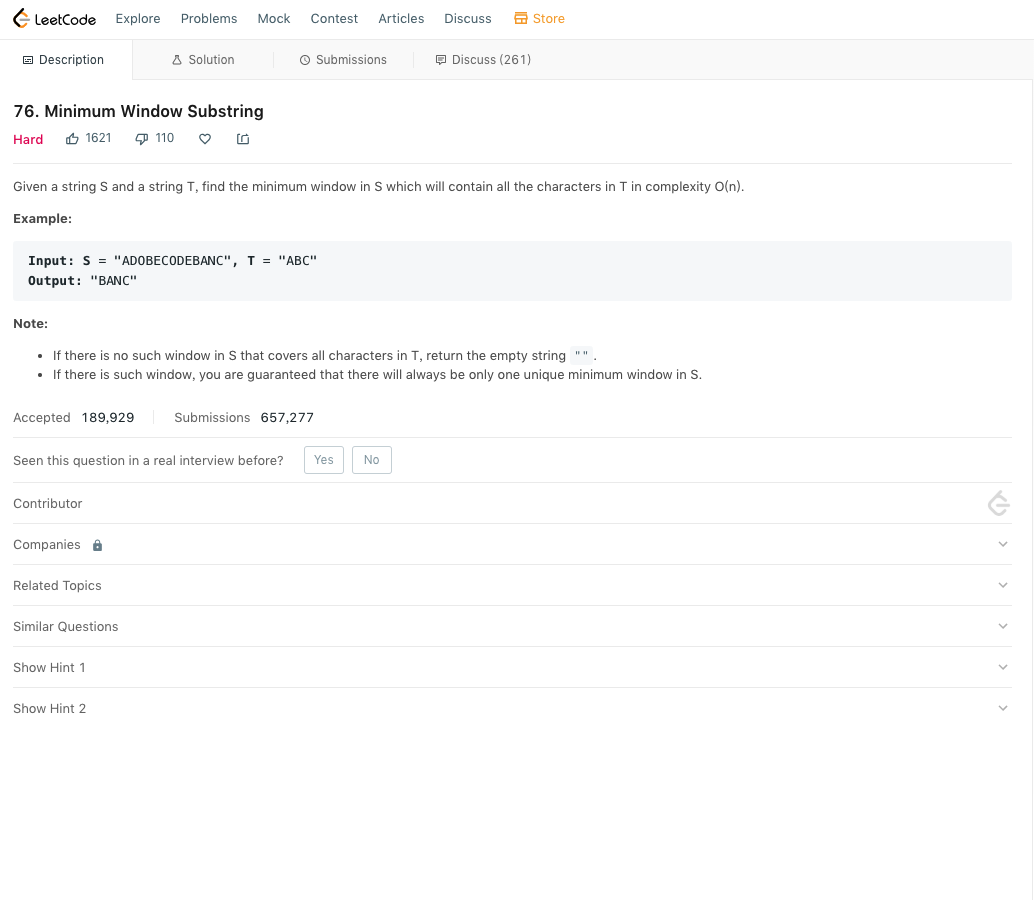 LeetCode Explore Problems Mock Contest Articles Discuss Store
Description Solution Submissions Discuss (261)
76. Minimum Window Substring
Hard 1621 110
Given a string S and a string T, find the minimum window in S which will contain all the characters in T in complexity O(n).
Example:
Input: S = "ADOBECODEBANC", T = "ABC"
Output: "BANC"
Note:
• If there is no such window in S that covers all characters in T, return the empty string "".
• If there is such window, you are guaranteed that there will always be only one unique minimum window in S.
Accepted 189,929 Submissions 657,277
Seen this question in a real interview before? Yes No
Contributor
Companies
Related Topics
Similar Questions
Show Hint 1
Show Hint 2